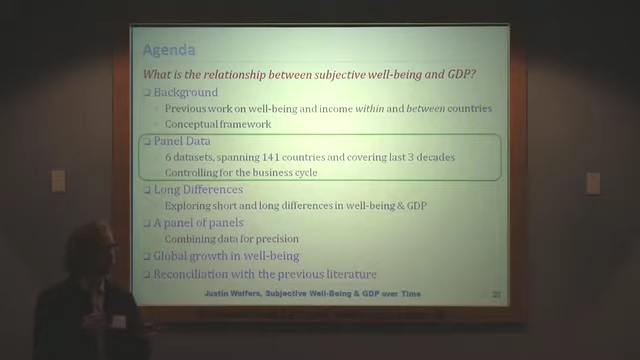 Agenda
What is the relationship between subjective well-being and GDP?
Background
Previous work on well-being and income within and between countries
Conceptual framework
Panel Data
6 datasets, spanning 141 countries and covering last 3 decades
Controlling for the business cycle
Long Differences
Exploring short and long differences in well-being & GDP
A panel of panels
Combining data for precision
Global growth in well-being
Reconciliation with the previous literature
Justin Wolfers, Subjective Well-Being & GDP over Time